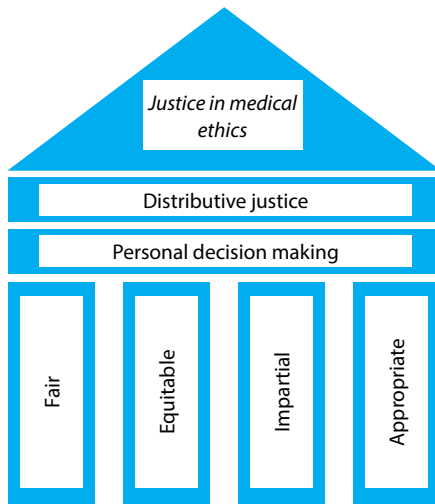 Justice in medical
ethics
Distributive justice
Personal decision making
Fair
Equitable
Impartial
Appropriate